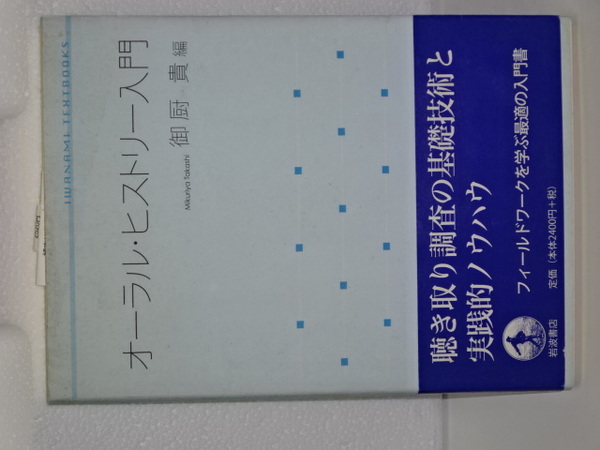 IWANAMI TEXTBOOKS
オーラル・ヒストリー入門
御厨 貴 編
Mikuriya Takashi
聴き取り調査の基礎技術と
実践的ノウハウ
フィールドワークを学ぶ最適の入門書
岩波書店 定価（本体2400円+税）